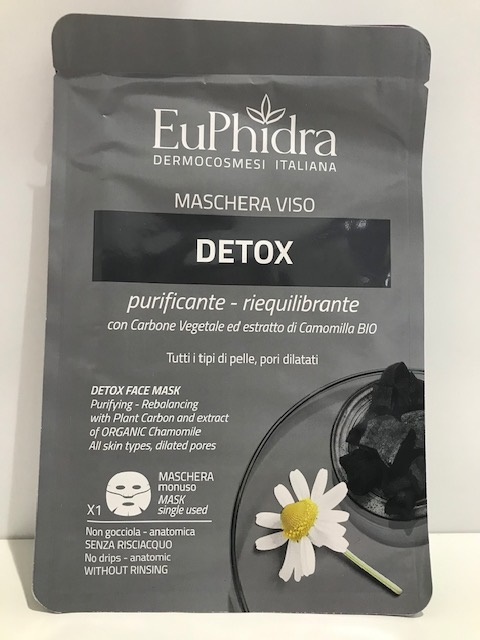 EuPhidra
DERMOCOSMESI ITALIANA
MASCHERA VISO
DETOX
purificante - riequilibrante
con Carbone Vegetale ed estratto di Camomilla BIO
Tutti i tipi di pelle, pori dilatati
DETOX FACE MASK
Purifying - Rebalancing
with Plant Carbon and extract
of ORGANIC Chamomile
All skin types, dilated pores
X1
MASCHERA
monuso
MASK
single used
Non gocciola - anatomica
SENZA RISCIACQUO
No drips - anatomic
WITHOUT RINSING